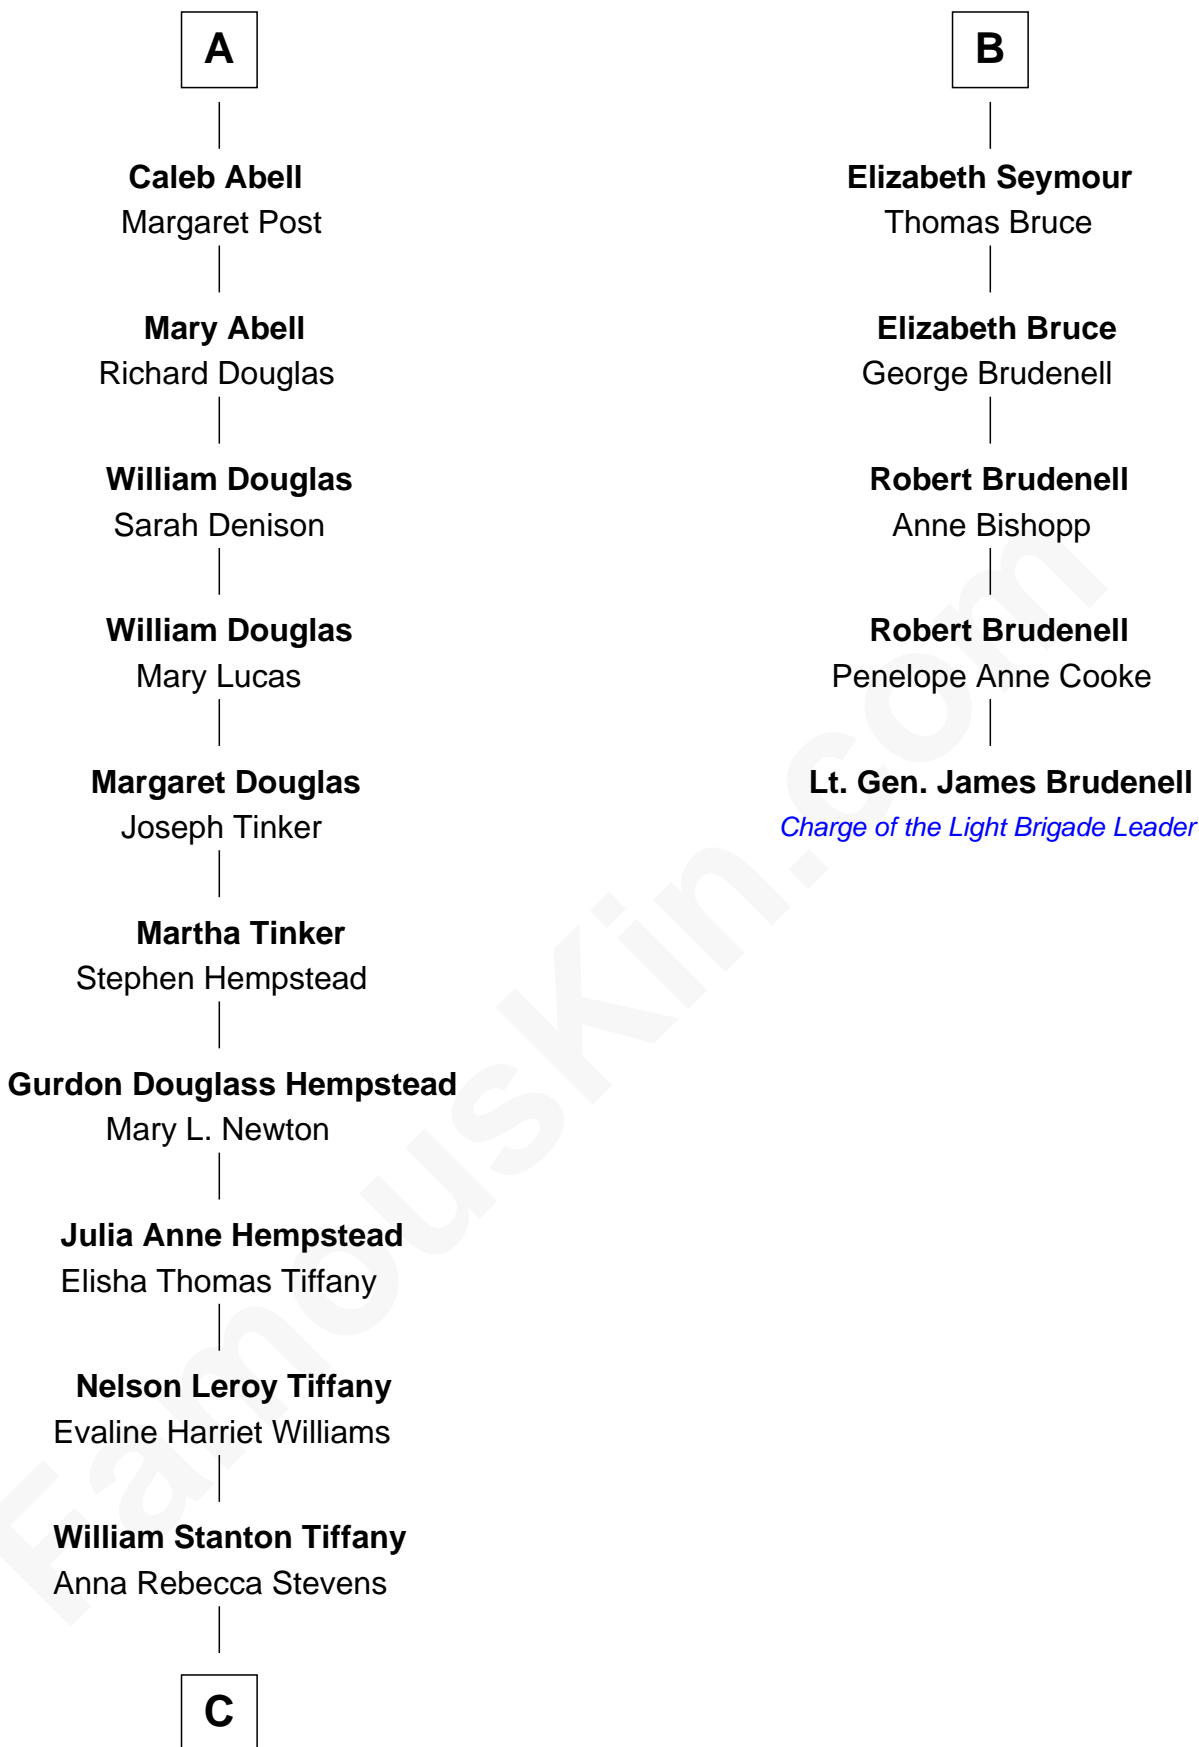 A
Caleb Abell
Margaret Post
Mary Abell
Richard Douglas
William Douglas
Sarah Denison
William Douglas
Mary Lucas
Margaret Douglas
Joseph Tinker
Martha Tinker
Stephen Hempstead
Gurdon Douglass Hempstead
Mary L. Newton
Julia Anne Hempstead
Elisha Thomas Tiffany
Nelson Leroy Tiffany
Evaline Harriet Williams
William Stanton Tiffany
Anna Rebecca Stevens
C
B
Elizabeth Seymour
Thomas Bruce
Elizabeth Bruce
George Brudenell
Robert Brudenell
Anne Bishopp
Robert Brudenell
Penelope Anne Cooke
Lt. Gen. James Brudenell
Charge of the Light Brigade Leader
FamousKin.com